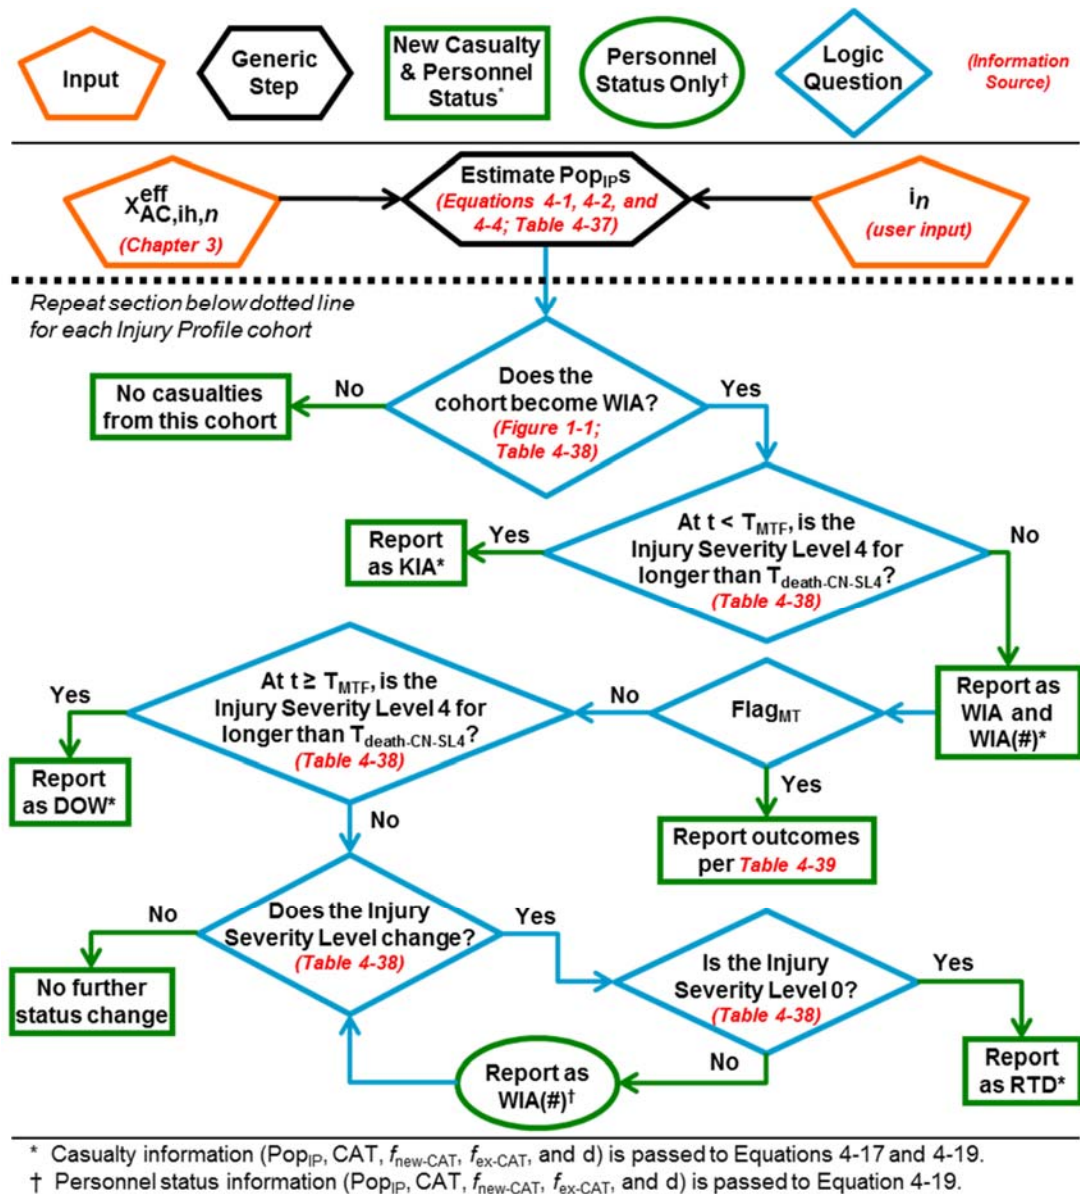 Input
Generic
Step
New Casualty
& Personnel
Status*
Personnel
Status Only†
Logic
Question
(Information
Source)
X^eff_AC,ih,n
(Chapter 3)
Estimate Pop_IPs
(Equations 4-1, 4-2, and
4-4; Table 4-37)
i_n
(user input)
Repeat section below dotted line
for each Injury Profile cohort
Does the
cohort become WIA?
(Figure 1-1;
Table 4-38)
No
No casualties
from this cohort
Yes
At t < T_MTF, is the
Injury Severity Level 4 for
longer than T_death-CN-SL4?
(Table 4-38)
Yes
Report
as KIA*
No
Report as
WIA and
WIA(#)*
Flag_MT
Yes
Report outcomes
per Table 4-39
No
At t ≥ T_MTF, is the
Injury Severity Level 4 for
longer than T_death-CN-SL4?
(Table 4-38)
Yes
Report
as DOW*
No
Does the Injury
Severity Level change?
(Table 4-38)
No
No further
status change
Yes
Is the Injury
Severity Level 0?
(Table 4-38)
Yes
Report
as RTD*
No
Report as
WIA(#)†
* Casualty information (Pop_IP, CAT, f_new-CAT, f_ex-CAT, and d) is passed to Equations 4-17 and 4-19.
† Personnel status information (Pop_IP, CAT, f_new-CAT, f_ex-CAT, and d) is passed to Equation 4-19.